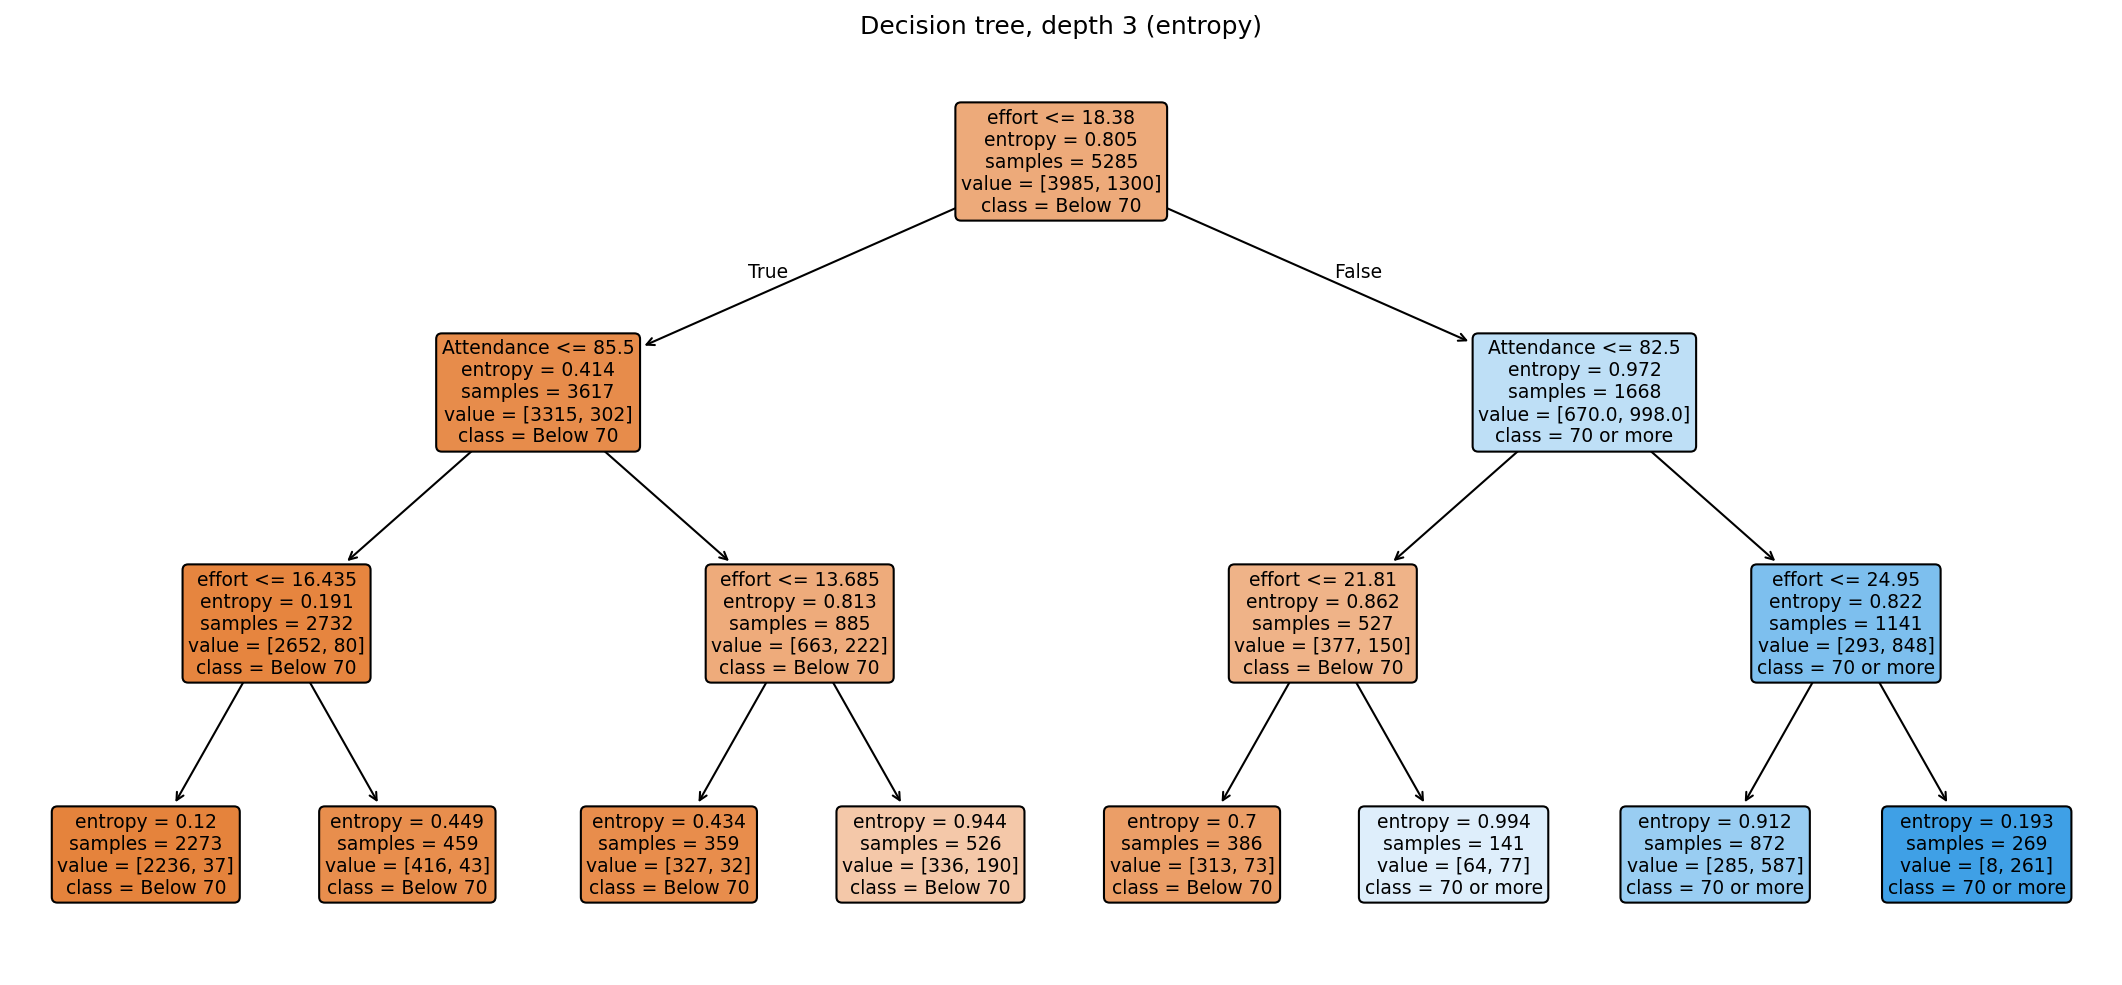 Decision tree, depth 3 (entropy)
effort <= 18.38
entropy = 0.805
samples = 5285
value = [3985, 1300]
class = Below 70
True
False
Attendance <= 85.5
entropy = 0.414
samples = 3617
value = [3315, 302]
class = Below 70
Attendance <= 82.5
entropy = 0.972
samples = 1668
value = [670.0, 998.0]
class = 70 or more
effort <= 16.435
entropy = 0.191
samples = 2732
value = [2652, 80]
class = Below 70
effort <= 13.685
entropy = 0.813
samples = 885
value = [663, 222]
class = Below 70
effort <= 21.81
entropy = 0.862
samples = 527
value = [377, 150]
class = Below 70
effort <= 24.95
entropy = 0.822
samples = 1141
value = [293, 848]
class = 70 or more
entropy = 0.12
samples = 2273
value = [2236, 37]
class = Below 70
entropy = 0.449
samples = 459
value = [416, 43]
class = Below 70
entropy = 0.434
samples = 359
value = [327, 32]
class = Below 70
entropy = 0.944
samples = 526
value = [336, 190]
class = Below 70
entropy = 0.7
samples = 386
value = [313, 73]
class = Below 70
entropy = 0.994
samples = 141
value = [64, 77]
class = 70 or more
entropy = 0.912
samples = 872
value = [285, 587]
class = 70 or more
entropy = 0.193
samples = 269
value = [8, 261]
class = 70 or more